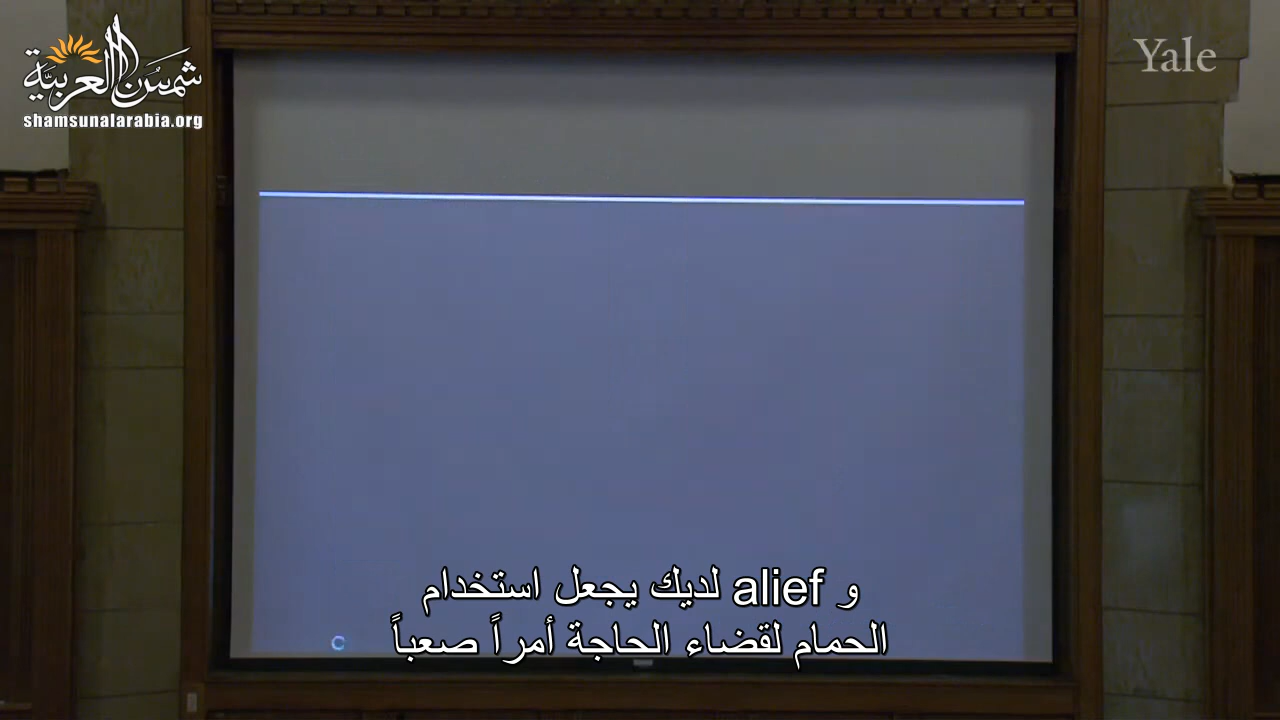 شمس العربية
shamsunalarabia.org
Yale
و alief لديك يجعل استخدام
الحمام لقضاء الحاجة أمراً صعباً